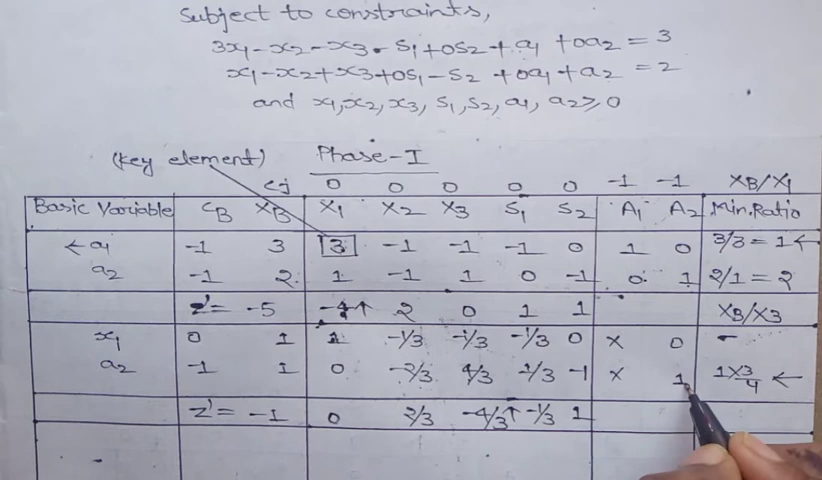 Subject to constraints,
3x1-x2-x3-s1+0s2+a1+0a2=3
x1-x2+x3+0s1-s2+0a1+a2=2
and x1,x2,x3,s1,s2,a1,a2≥0
(Key element) Phase-I
Cj 0 0 0 0 0 -1 -1 XB/X1
Basic Variable CB XB X1 X2 X3 S1 S2 A1 A2 Min.Ratio
←a1 -1 3 3 -1 -1 -1 0 1 0 3/3=1←
a2 -1 2 1 -1 1 0 -1 0 1 2/1=2
Z'= -5 -4↑ 2 0 1 1 XB/X3
x1 0 1 1 -1/3 -1/3 -1/3 0 x 0 -
a2 -1 1 0 -2/3 4/3 1/3 -1 x 1 1x3/4 ←
Z'= -1 0 2/3 -4/3↑ -1/3 1